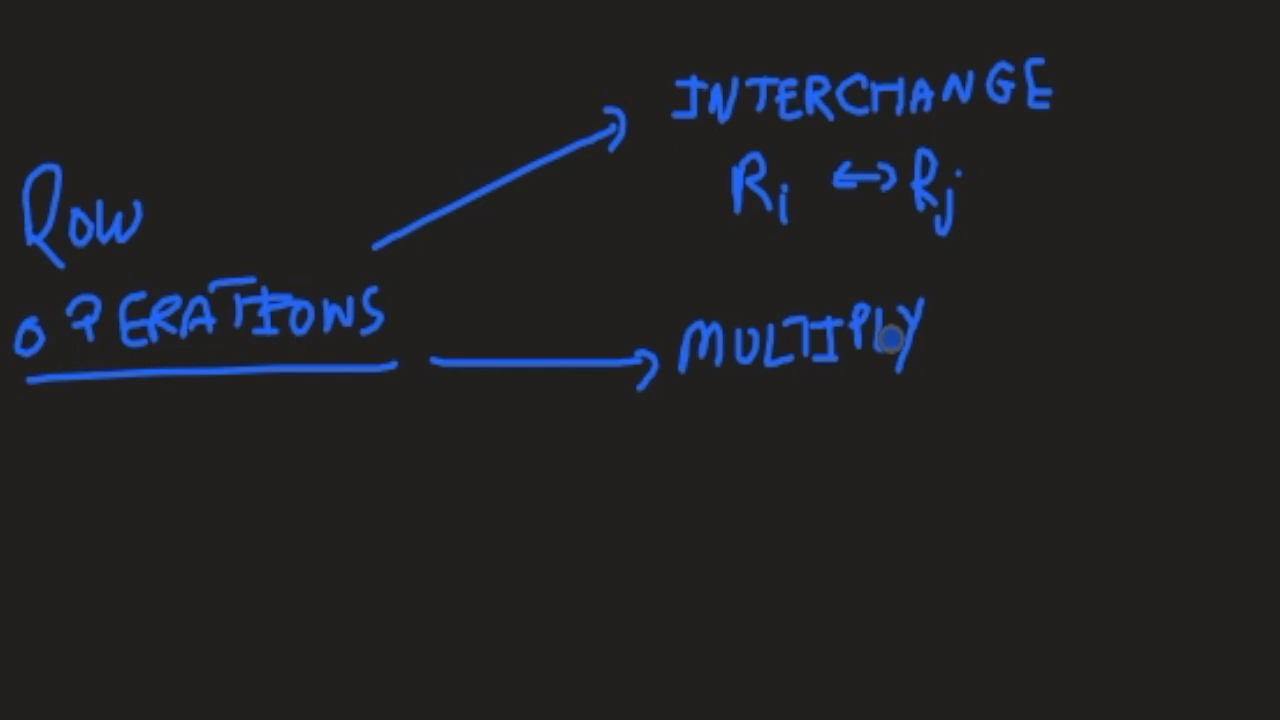 ROW
OPERATIONS
INTERCHANGE
Ri ↔ Rj
MULTIPLY